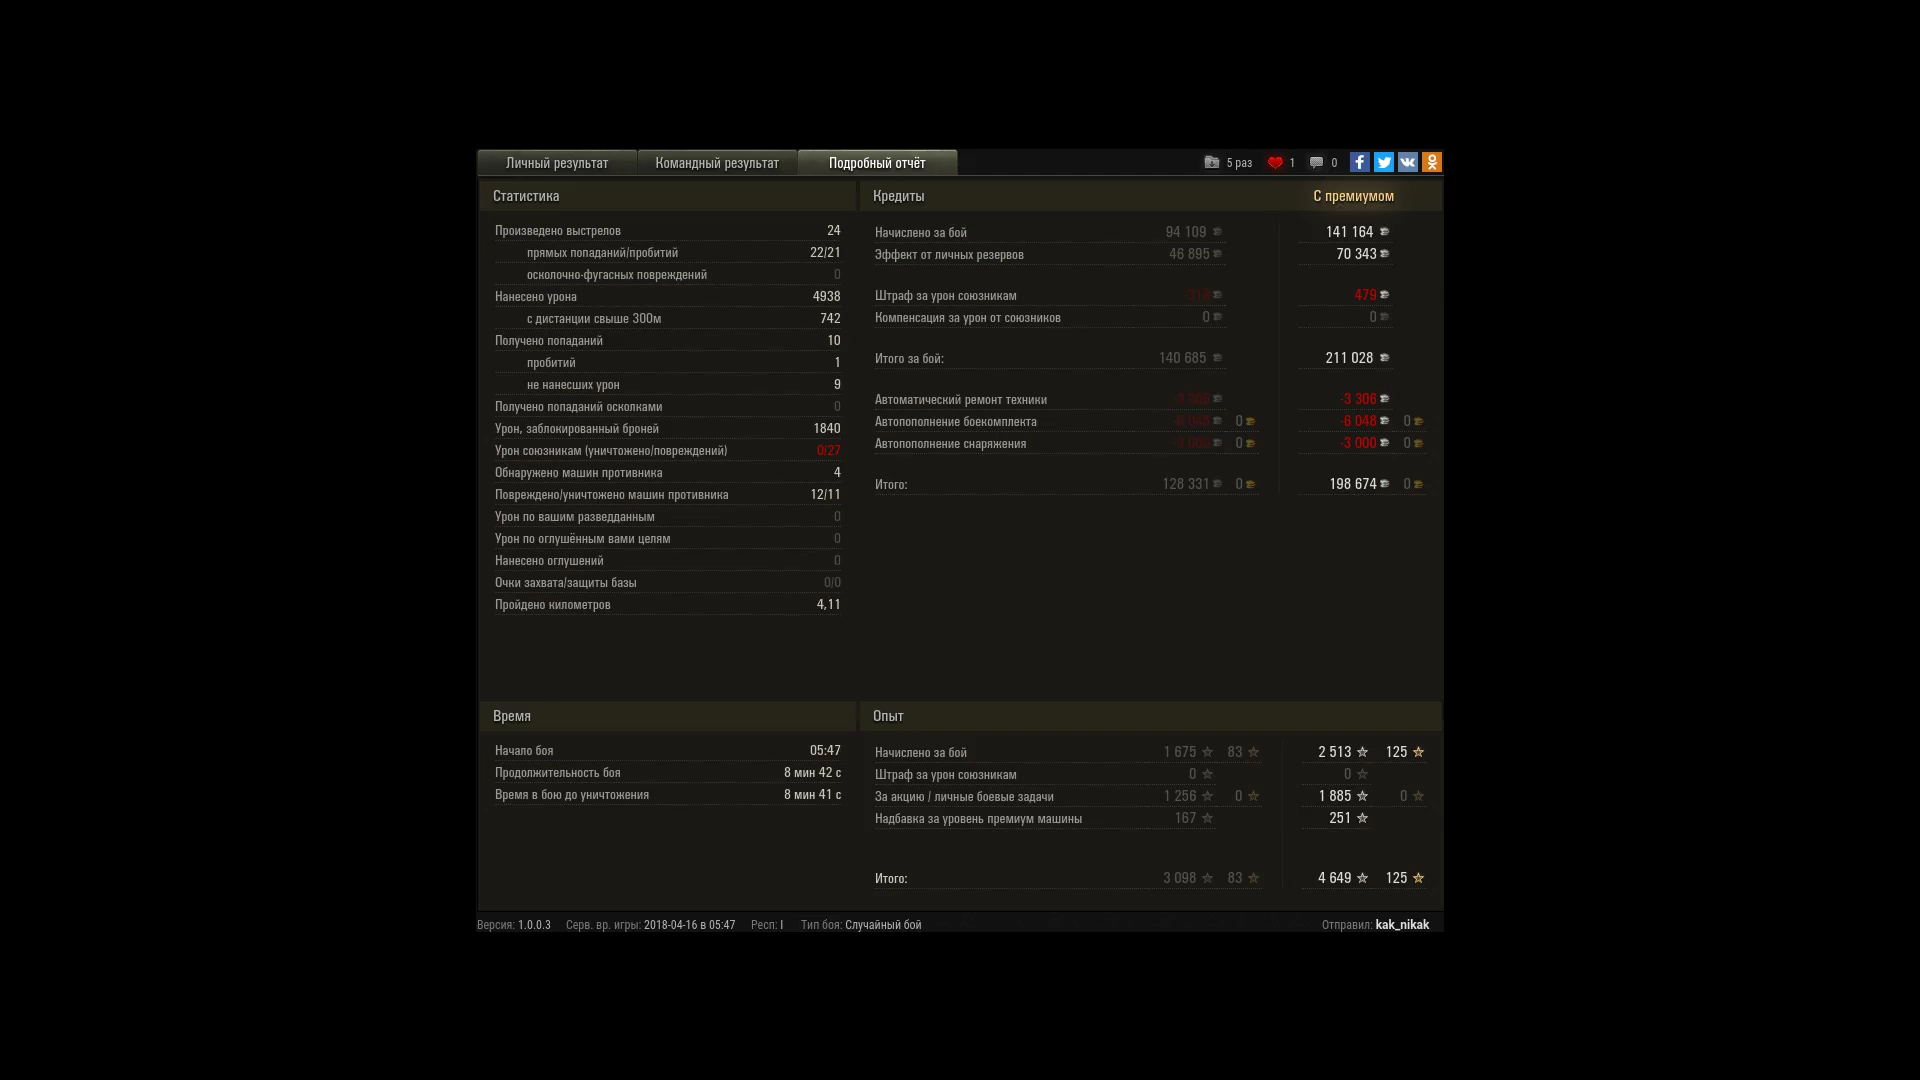 Личный результат Командный результат Подробный отчёт 5 раз 1 0
Статистика
Произведено выстрелов 24
прямых попаданий/пробитий 22/21
осколочно-фугасных повреждений 0
Нанесено урона 4938
с дистанции свыше 300м 742
Получено попаданий 10
пробитий 1
не нанесших урон 9
Получено попаданий осколками 0
Урон, заблокированный броней 1840
Урон союзникам (уничтожено/повреждений) 0/27
Обнаружено машин противника 4
Повреждено/уничтожено машин противника 12/11
Урон по вашим разведданным 0
Урон по оглушённым вами целям 0
Нанесено оглушений 0
Очки захвата/защиты базы 0/0
Пройдено километров 4,11
Кредиты С премиумом
Начислено за бой 94 109 141 164
Эффект от личных резервов 46 895 70 343
Штраф за урон союзникам 479
Компенсация за урон от союзников 0 0
Итого за бой: 140 685 211 028
Автоматический ремонт техники -3 306
Автопополнение боекомплекта 0 -6 048 0
Автопополнение снаряжения 0 -3 000 0
Итого: 128 331 0 198 674 0
Время
Начало боя 05:47
Продолжительность боя 8 мин 42 с
Время в бою до уничтожения 8 мин 41 с
Опыт
Начислено за бой 1 675 83 2 513 125
Штраф за урон союзникам 0 0
За акцию / личные боевые задачи 1 256 0 1 885 0
Надбавка за уровень премиум машины 167 251
Итого: 3 098 83 4 649 125
Версия: 1.0.0.3 Серв. вр. игры: 2018-04-16 в 05:47 Респ: I Тип боя: Случайный бой Отправил: kak_nikak